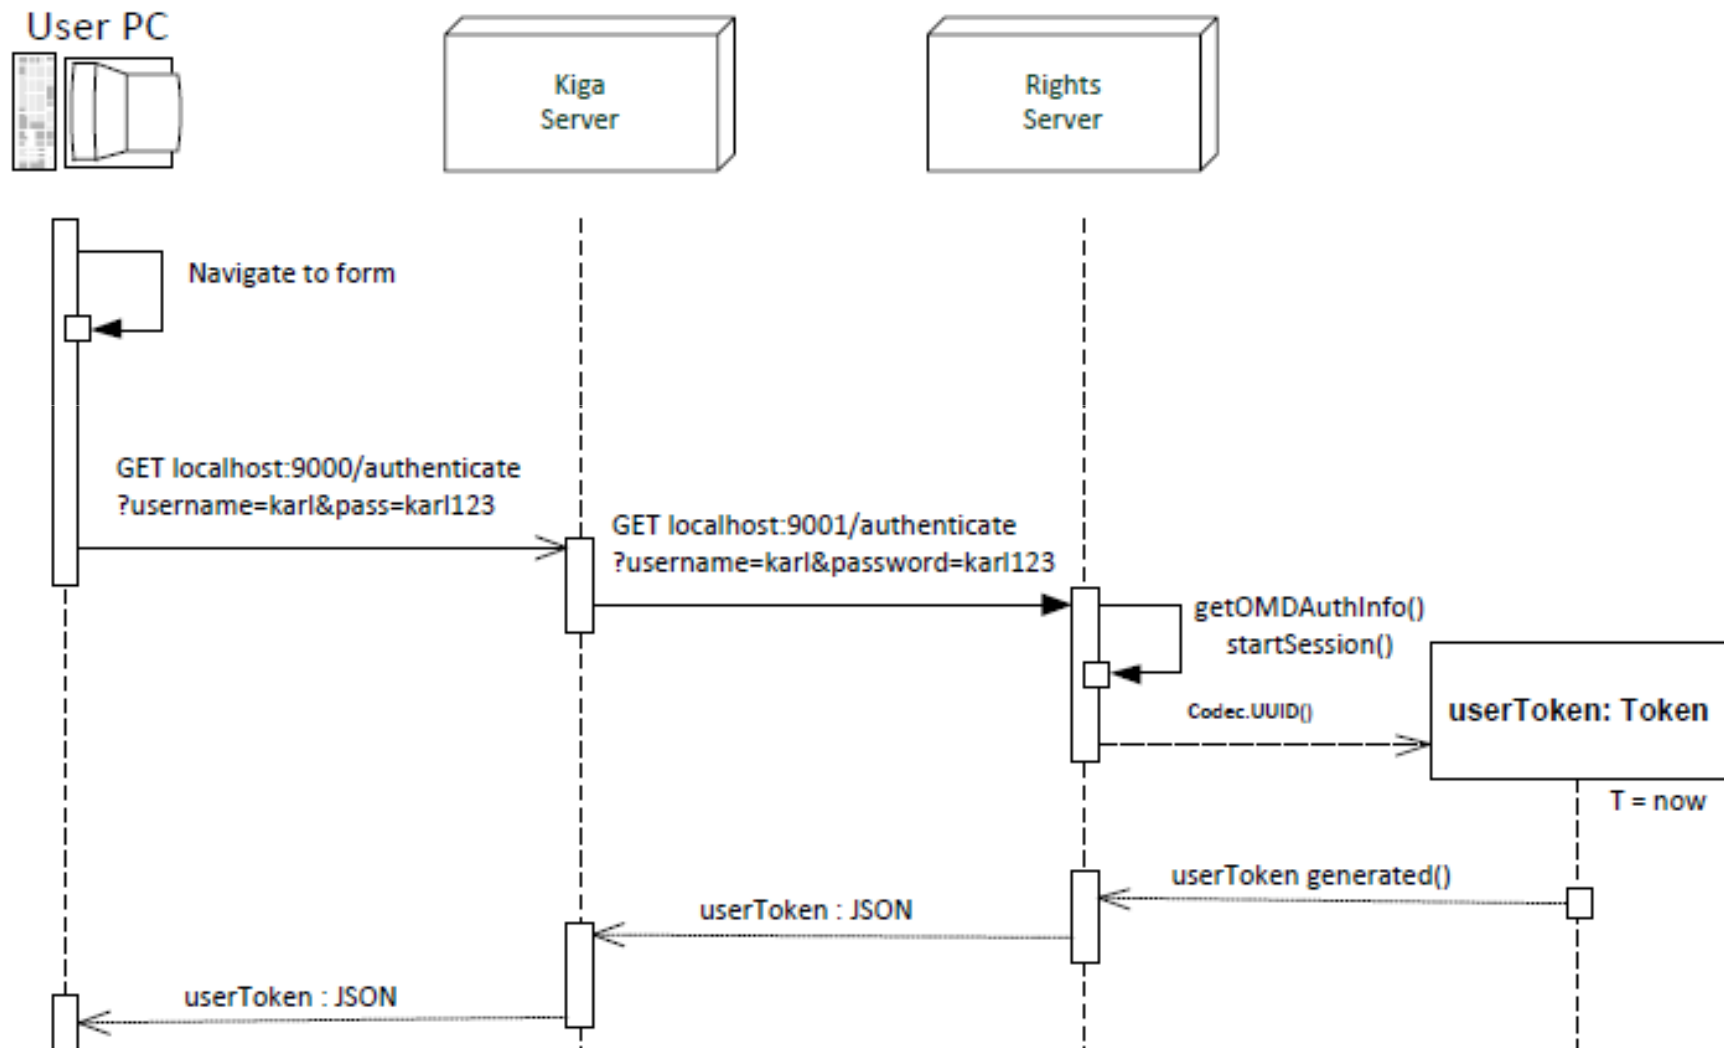 User PC
Kiga
Server
Rights
Server
Navigate to form
GET localhost:9000/authenticate
?username=karl&pass=karl123
GET localhost:9001/authenticate
?username=karl&password=karl123
getOMDAuthInfo()
startSession()
Codec.UUID()
userToken: Token
T = now
userToken generated()
userToken : JSON
userToken : JSON